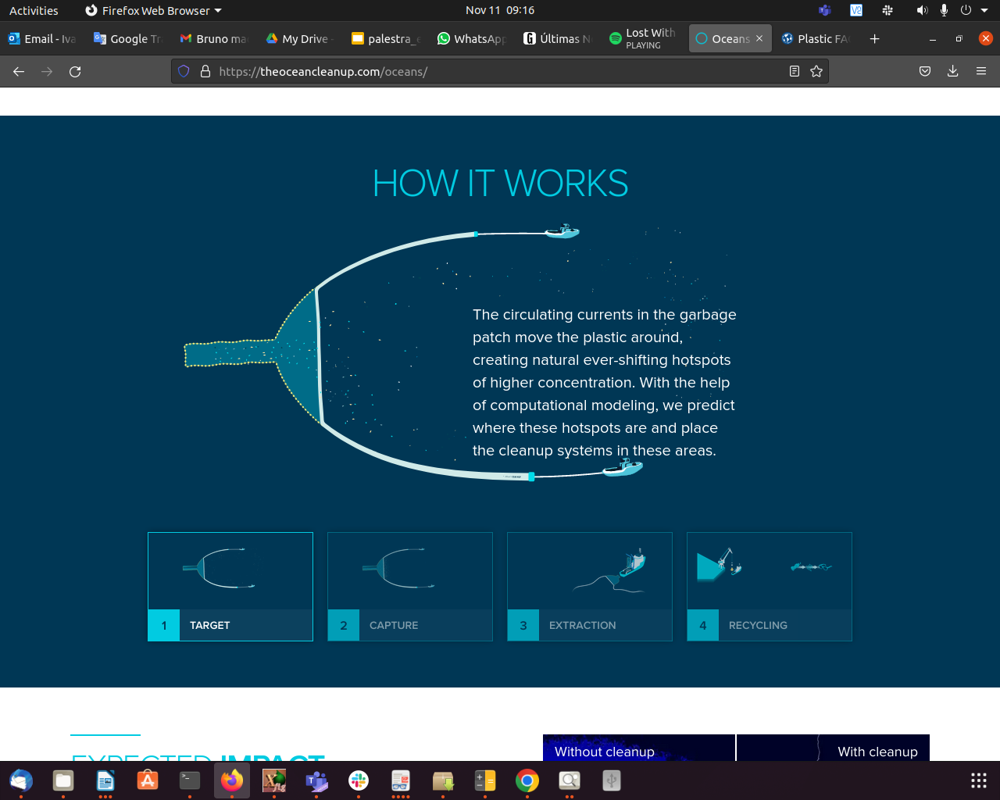 Activities
Firefox Web Browser
Nov 11 09:16
Email - Iva
Google Tr
Bruno ma
My Drive -
palestra_e
WhatsApp
Últimas N
Lost With
PLAYING
Oceans
Plastic FA
https://theoceancleanup.com/oceans/
HOW IT WORKS
The circulating currents in the garbage
patch move the plastic around,
creating natural ever-shifting hotspots
of higher concentration. With the help
of computational modeling, we predict
where these hotspots are and place
the cleanup systems in these areas.
1 TARGET
2 CAPTURE
3 EXTRACTION
4 RECYCLING
EXPECTED IMPACT
Without cleanup
With cleanup